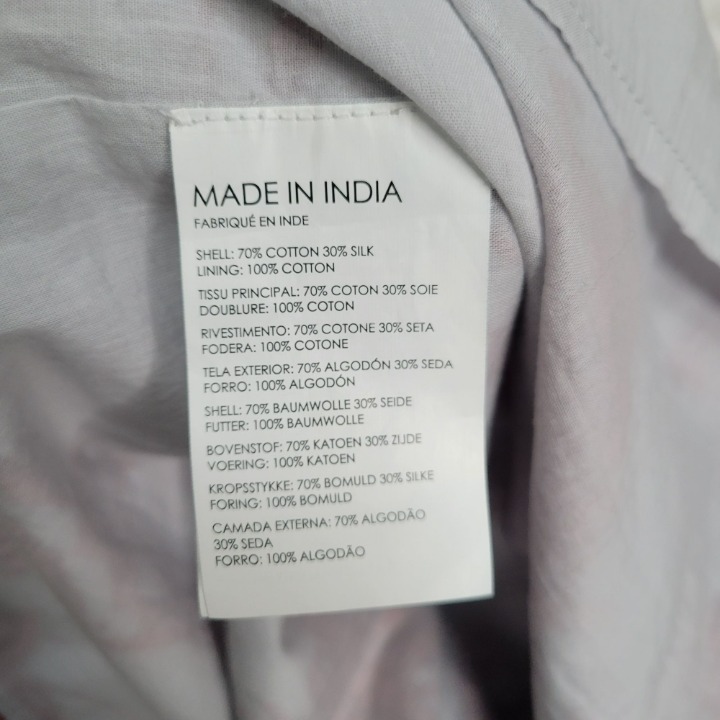 MADE IN INDIA
FABRIQUÉ EN INDE
SHELL: 70% COTTON 30% SILK
LINING: 100% COTTON
TISSU PRINCIPAL: 70% COTON 30% SOIE
DOUBLURE: 100% COTON
RIVESTIMENTO: 70% COTONE 30% SETA
FODERA: 100% COTONE
TELA EXTERIOR: 70% ALGODÓN 30% SEDA
FORRO: 100% ALGODÓN
SHELL: 70% BAUMWOLLE 30% SEIDE
FUTTER: 100% BAUMWOLLE
BOVENSTOF: 70% KATOEN 30% ZIJDE
VOERING: 100% KATOEN
KROPSSTYKKE: 70% BOMULD 30% SILKE
FORING: 100% BOMULD
CAMADA EXTERNA: 70% ALGODÃO
30% SEDA
FORRO: 100% ALGODÃO